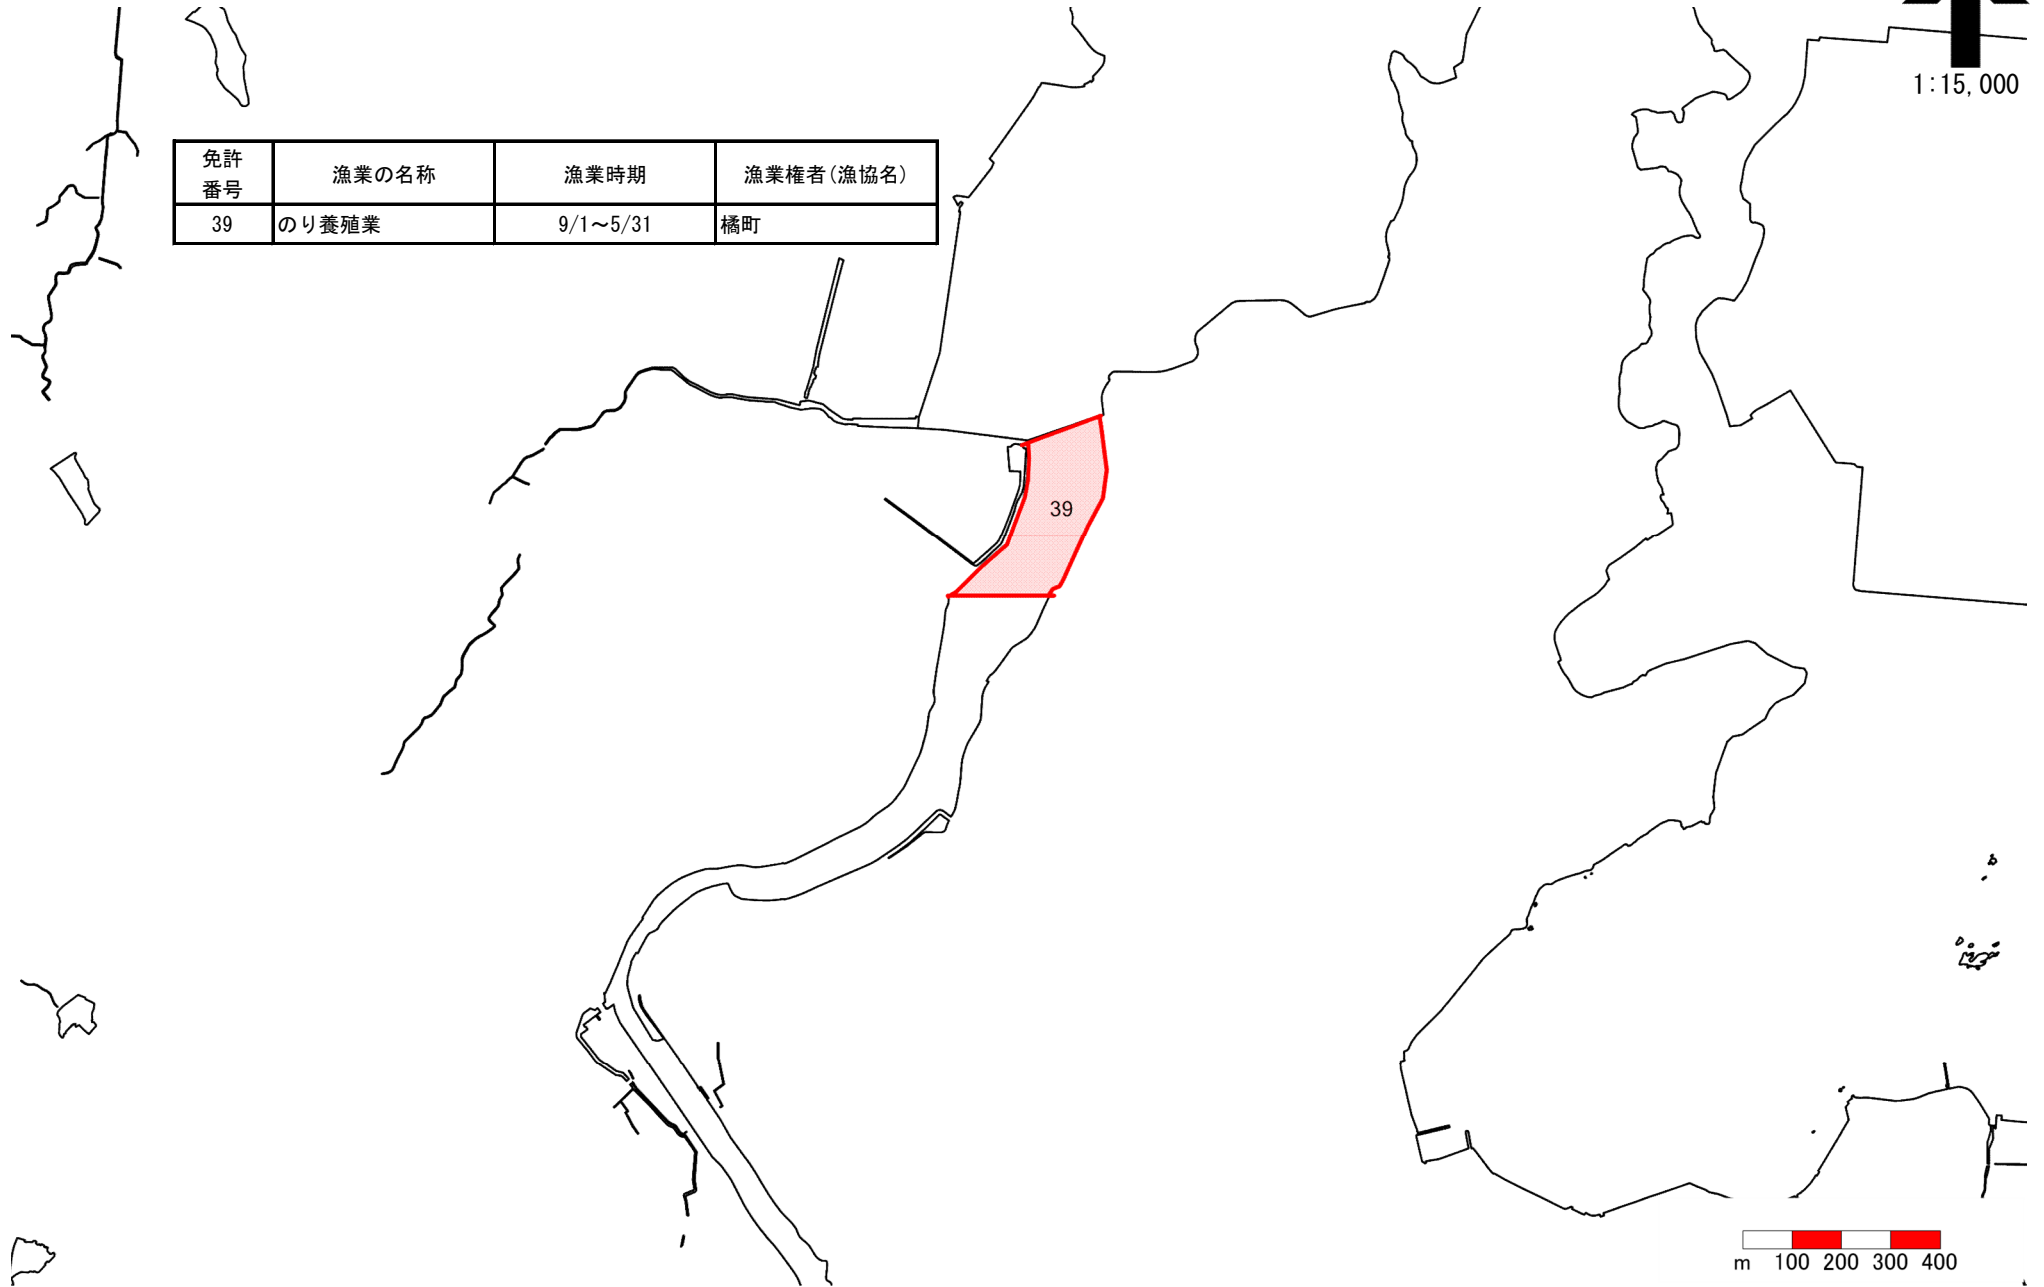 1:15,000
免許
番号
漁業の名称
漁業時期
漁業権者(漁協名)
39
のり養殖業
9/1～5/31
橘町
39
m 100 200 300 400